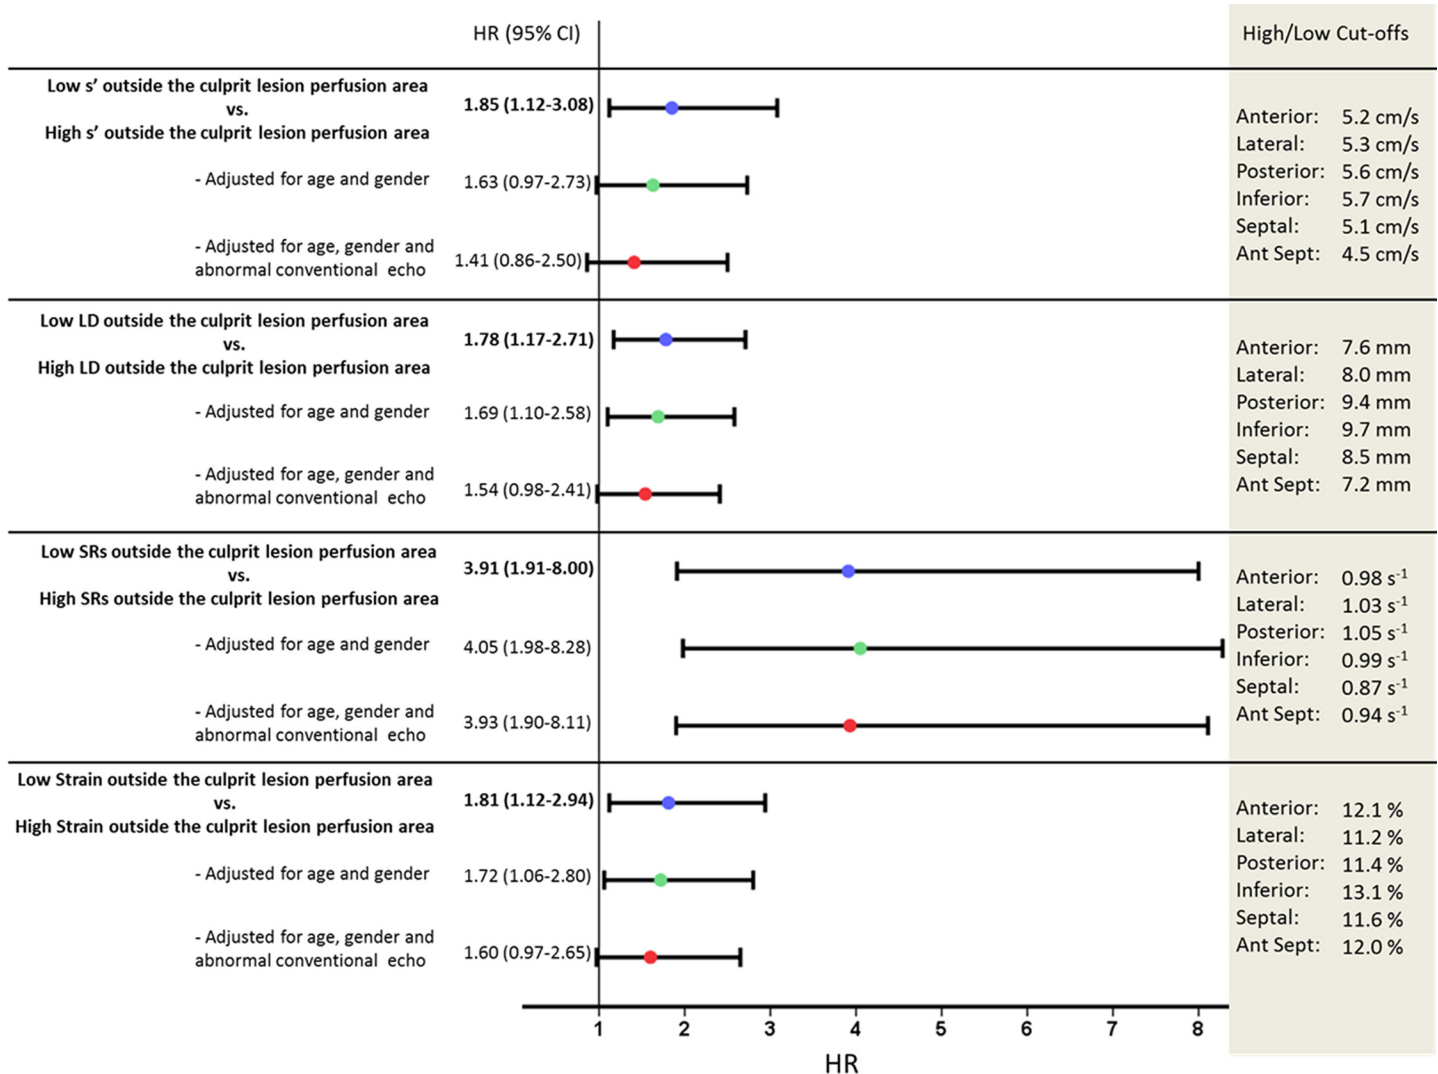 HR (95% CI)
High/Low Cut-offs
Low s’ outside the culprit lesion perfusion area
vs.
High s’ outside the culprit lesion perfusion area
1.85 (1.12-3.08)
- Adjusted for age and gender
1.63 (0.97-2.73)
- Adjusted for age, gender and
abnormal conventional echo
1.41 (0.86-2.50)
Anterior: 5.2 cm/s
Lateral: 5.3 cm/s
Posterior: 5.6 cm/s
Inferior: 5.7 cm/s
Septal: 5.1 cm/s
Ant Sept: 4.5 cm/s
Low LD outside the culprit lesion perfusion area
vs.
High LD outside the culprit lesion perfusion area
1.78 (1.17-2.71)
- Adjusted for age and gender
1.69 (1.10-2.58)
- Adjusted for age, gender and
abnormal conventional echo
1.54 (0.98-2.41)
Anterior: 7.6 mm
Lateral: 8.0 mm
Posterior: 9.4 mm
Inferior: 9.7 mm
Septal: 8.5 mm
Ant Sept: 7.2 mm
Low SRs outside the culprit lesion perfusion area
vs.
High SRs outside the culprit lesion perfusion area
3.91 (1.91-8.00)
- Adjusted for age and gender
4.05 (1.98-8.28)
- Adjusted for age, gender and
abnormal conventional echo
3.93 (1.90-8.11)
Anterior: 0.98 s⁻¹
Lateral: 1.03 s⁻¹
Posterior: 1.05 s⁻¹
Inferior: 0.99 s⁻¹
Septal: 0.87 s⁻¹
Ant Sept: 0.94 s⁻¹
Low Strain outside the culprit lesion perfusion area
vs.
High Strain outside the culprit lesion perfusion area
1.81 (1.12-2.94)
- Adjusted for age and gender
1.72 (1.06-2.80)
- Adjusted for age, gender and
abnormal conventional echo
1.60 (0.97-2.65)
Anterior: 12.1 %
Lateral: 11.2 %
Posterior: 11.4 %
Inferior: 13.1 %
Septal: 11.6 %
Ant Sept: 12.0 %
1 2 3 4 5 6 7 8
HR